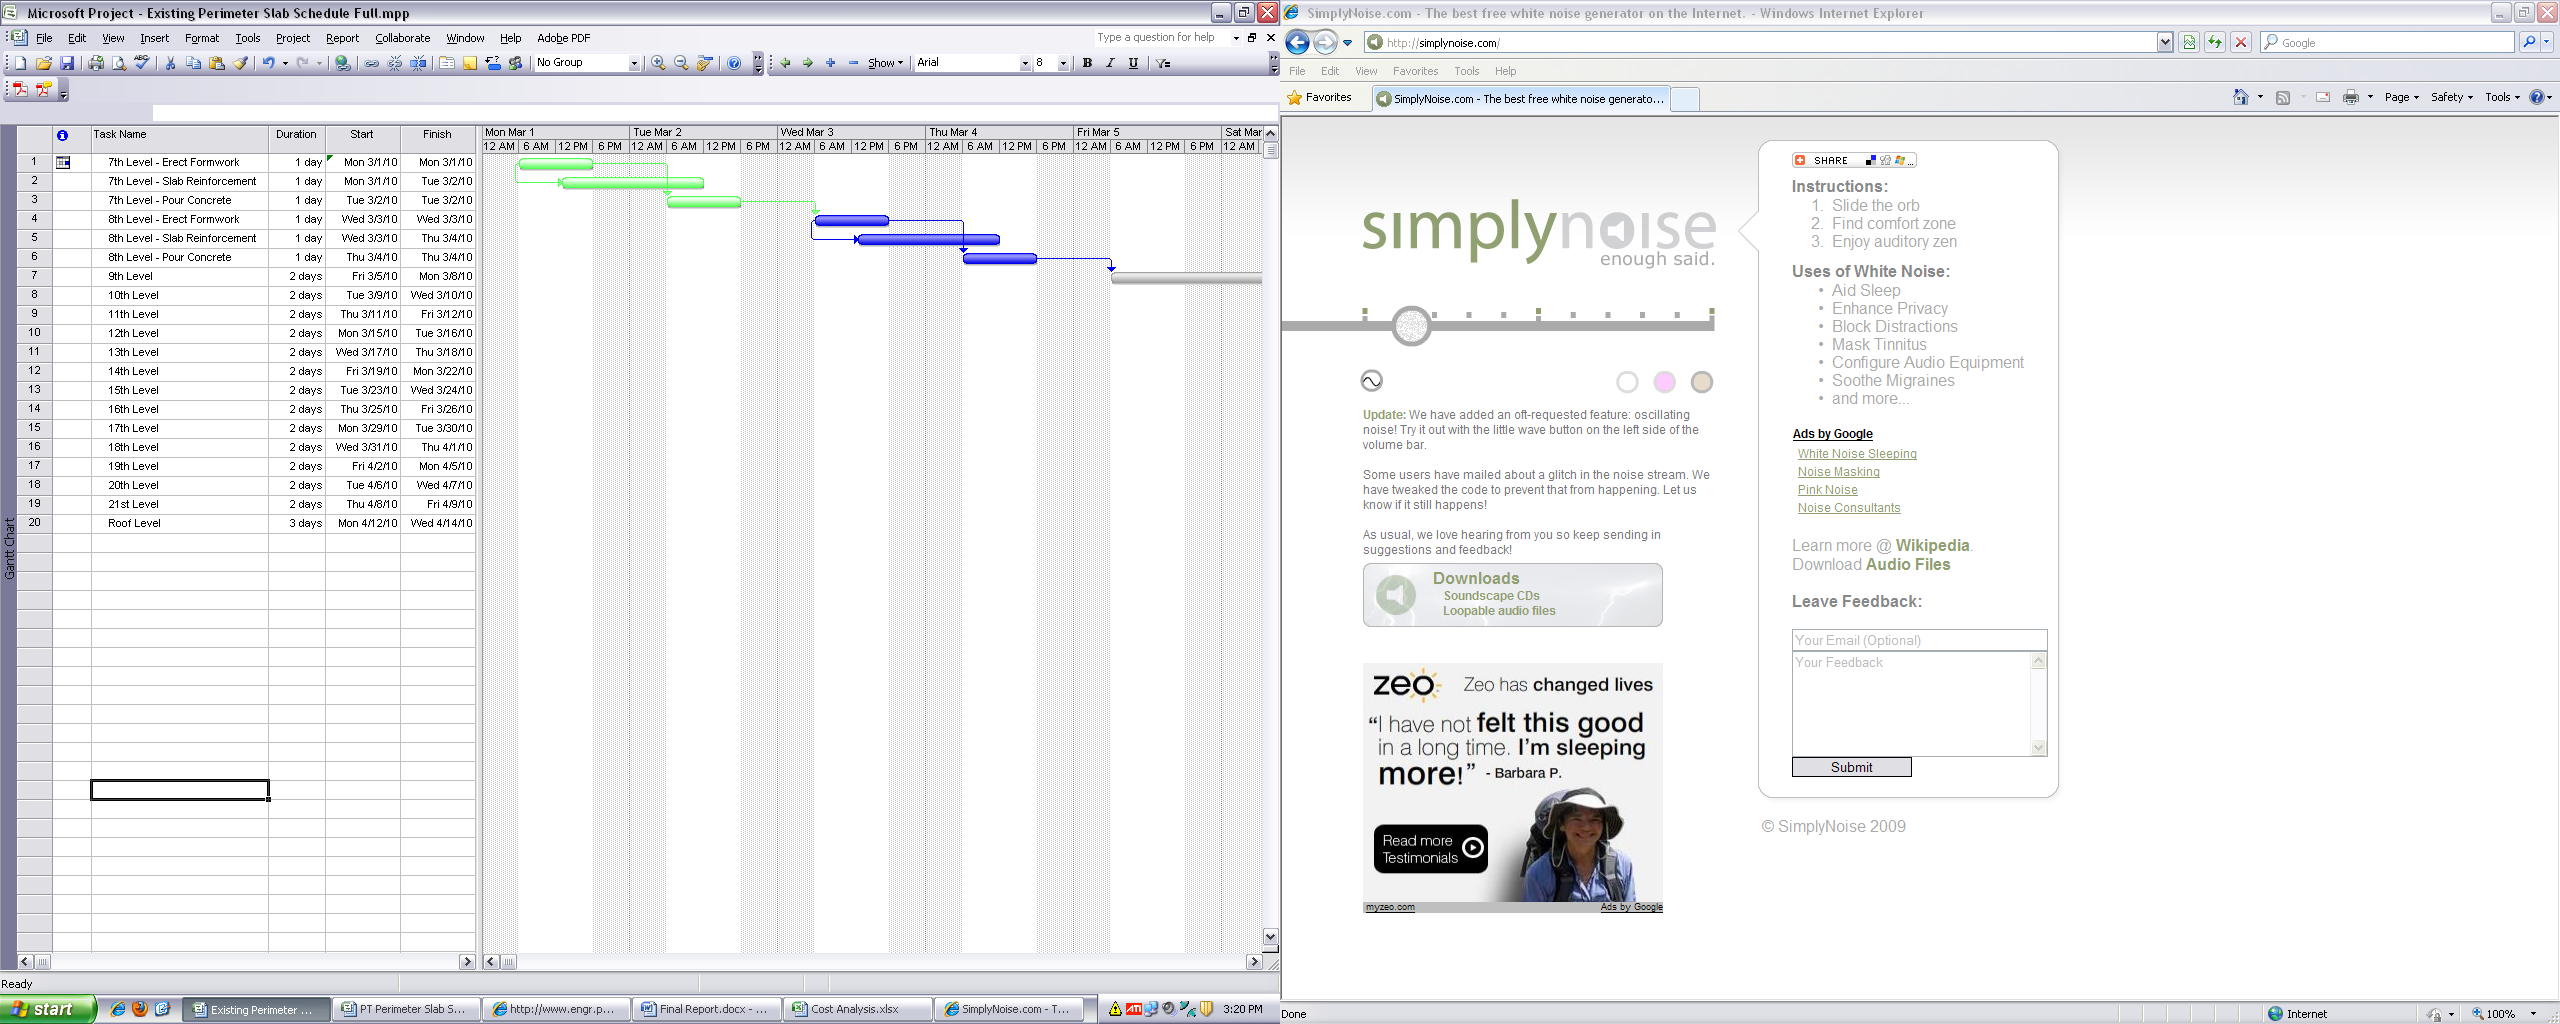 Microsoft Project - Existing Perimeter Slab Schedule Full.mpp
File Edit View Insert Format Tools Project Report Collaborate Window Help Adobe PDF
Type a question for help
No Group
Show
Arial
8
B I U
Task Name Duration Start Finish
Mon Mar 1 Tue Mar 2 Wed Mar 3 Thu Mar 4 Fri Mar 5 Sat Mar
12 AM 6 AM 12 PM 6 PM 12 AM 6 AM 12 PM 6 PM 12 AM 6 AM 12 PM 6 PM 12 AM 6 AM 12 PM 6 PM 12 AM 6 AM 12 PM 6 PM 12 AM
1 7th Level - Erect Formwork 1 day Mon 3/1/10 Mon 3/1/10
2 7th Level - Slab Reinforcement 1 day Mon 3/1/10 Tue 3/2/10
3 7th Level - Pour Concrete 1 day Tue 3/2/10 Tue 3/2/10
4 8th Level - Erect Formwork 1 day Wed 3/3/10 Wed 3/3/10
5 8th Level - Slab Reinforcement 1 day Wed 3/3/10 Thu 3/4/10
6 8th Level - Pour Concrete 1 day Thu 3/4/10 Thu 3/4/10
7 9th Level 2 days Fri 3/5/10 Mon 3/8/10
8 10th Level 2 days Tue 3/9/10 Wed 3/10/10
9 11th Level 2 days Thu 3/11/10 Fri 3/12/10
10 12th Level 2 days Mon 3/15/10 Tue 3/16/10
11 13th Level 2 days Wed 3/17/10 Thu 3/18/10
12 14th Level 2 days Fri 3/19/10 Mon 3/22/10
13 15th Level 2 days Tue 3/23/10 Wed 3/24/10
14 16th Level 2 days Thu 3/25/10 Fri 3/26/10
15 17th Level 2 days Mon 3/29/10 Tue 3/30/10
16 18th Level 2 days Wed 3/31/10 Thu 4/1/10
17 19th Level 2 days Fri 4/2/10 Mon 4/5/10
18 20th Level 2 days Tue 4/6/10 Wed 4/7/10
19 21st Level 2 days Thu 4/8/10 Fri 4/9/10
20 Roof Level 3 days Mon 4/12/10 Wed 4/14/10
Gantt Chart
Ready
start
Existing Perimeter ...
PT Perimeter Slab S...
http://www.engr.p...
Final Report.docx - ...
Cost Analysis.xlsx
SimplyNoise.com - T...
3:20 PM
SimplyNoise.com - The best free white noise generator on the Internet. - Windows Internet Explorer
http://simplynoise.com/
Google
File Edit View Favorites Tools Help
Favorites
SimplyNoise.com - The best free white noise generato...
Page Safety Tools
simplynoise
enough said.
Update: We have added an oft-requested feature: oscillating
noise! Try it out with the little wave button on the left side of the
volume bar.
Some users have mailed about a glitch in the noise stream. We
have tweaked the code to prevent that from happening. Let us
know if it still happens!
As usual, we love hearing from you so keep sending in
suggestions and feedback!
Downloads
Soundscape CDs
Loopable audio files
zeo Zeo has changed lives
“I have not felt this good
in a long time. I'm sleeping
more!” - Barbara P.
Read more
Testimonials
myzeo.com
Ads by Google
SHARE
Instructions:
1. Slide the orb
2. Find comfort zone
3. Enjoy auditory zen
Uses of White Noise:
• Aid Sleep
• Enhance Privacy
• Block Distractions
• Mask Tinnitus
• Configure Audio Equipment
• Soothe Migraines
• and more...
Ads by Google
White Noise Sleeping
Noise Masking
Pink Noise
Noise Consultants
Learn more @ Wikipedia.
Download Audio Files
Leave Feedback:
Your Email (Optional)
Your Feedback
Submit
© SimplyNoise 2009
Done
Internet
100%